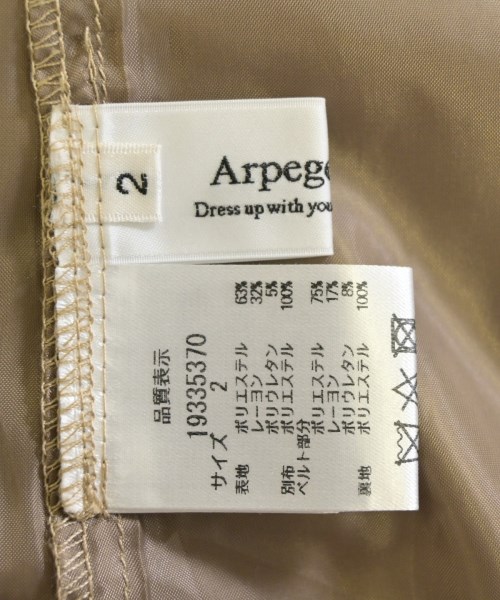 2
Arpege
Dress up with you
品質表示
19335370
サイズ 2
表地 ポリエステル 63%
レーヨン 32%
ポリウレタン 5%
別布 ポリエステル 100%
ベルト部分
ポリエステル 75%
レーヨン 17%
ポリウレタン 8%
裏地 ポリエステル 100%